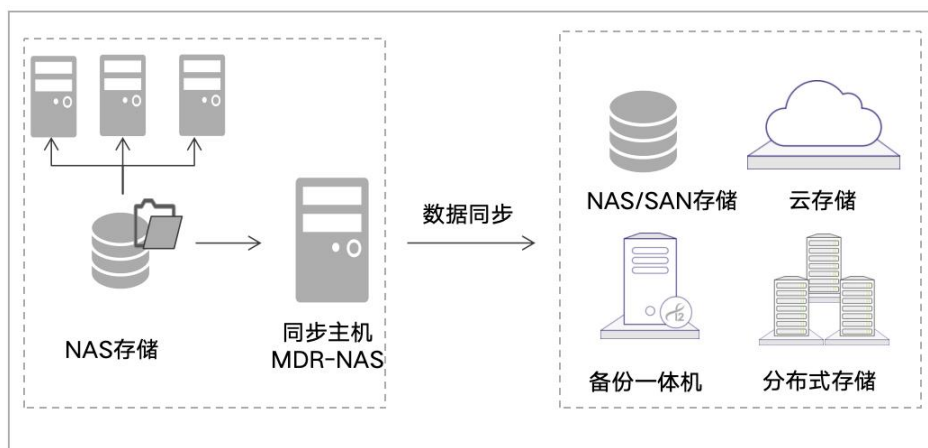 NAS存储
同步主机
MDR-NAS
数据同步
NAS/SAN存储
云存储
备份一体机
分布式存储